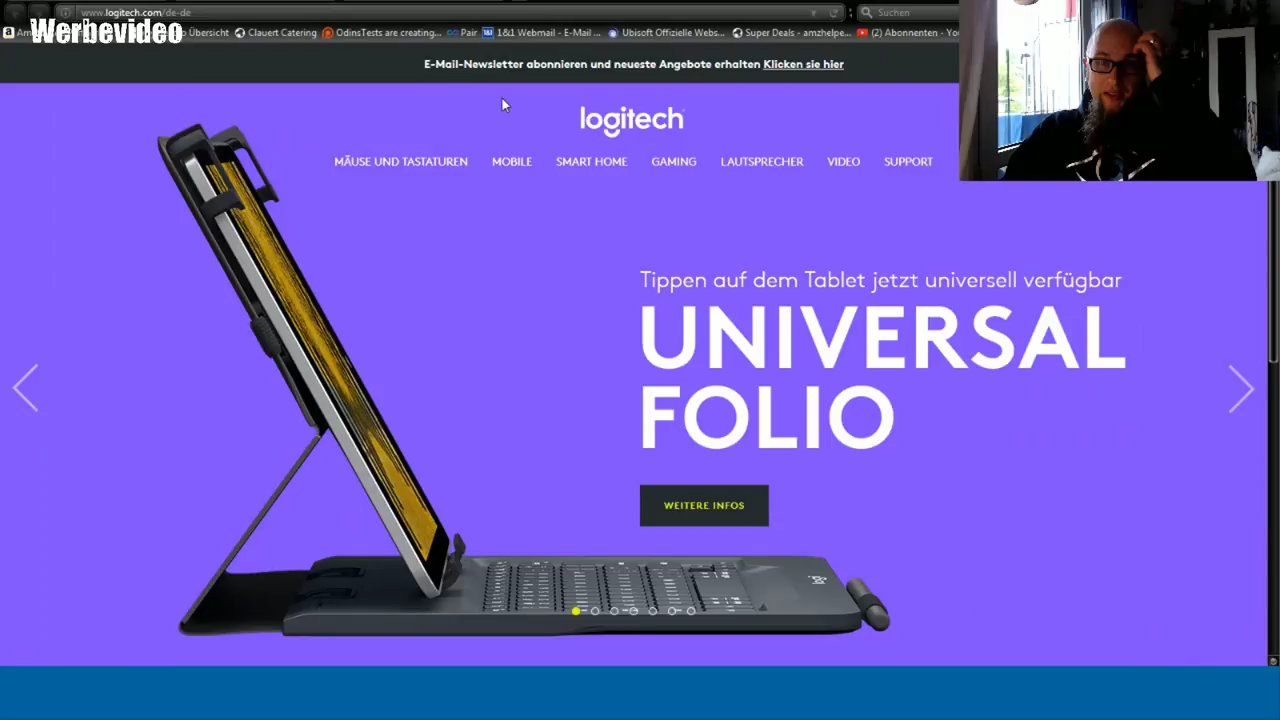 www.logitech.com/de-de
Suchen
Werbevideo
Übersicht
Clauert Catering
OdinsTests are creating...
Pair
1&1 Webmail - E-Mail ...
Ubisoft Offizielle Webs...
Super Deals - amzhelpe...
(2) Abonnenten - You
E-Mail-Newsletter abonnieren und neueste Angebote erhalten Klicken sie hier
logitech
MÄUSE UND TASTATUREN
MOBILE
SMART HOME
GAMING
LAUTSPRECHER
VIDEO
SUPPORT
Tippen auf dem Tablet jetzt universell verfügbar
UNIVERSAL
FOLIO
WEITERE INFOS
logi